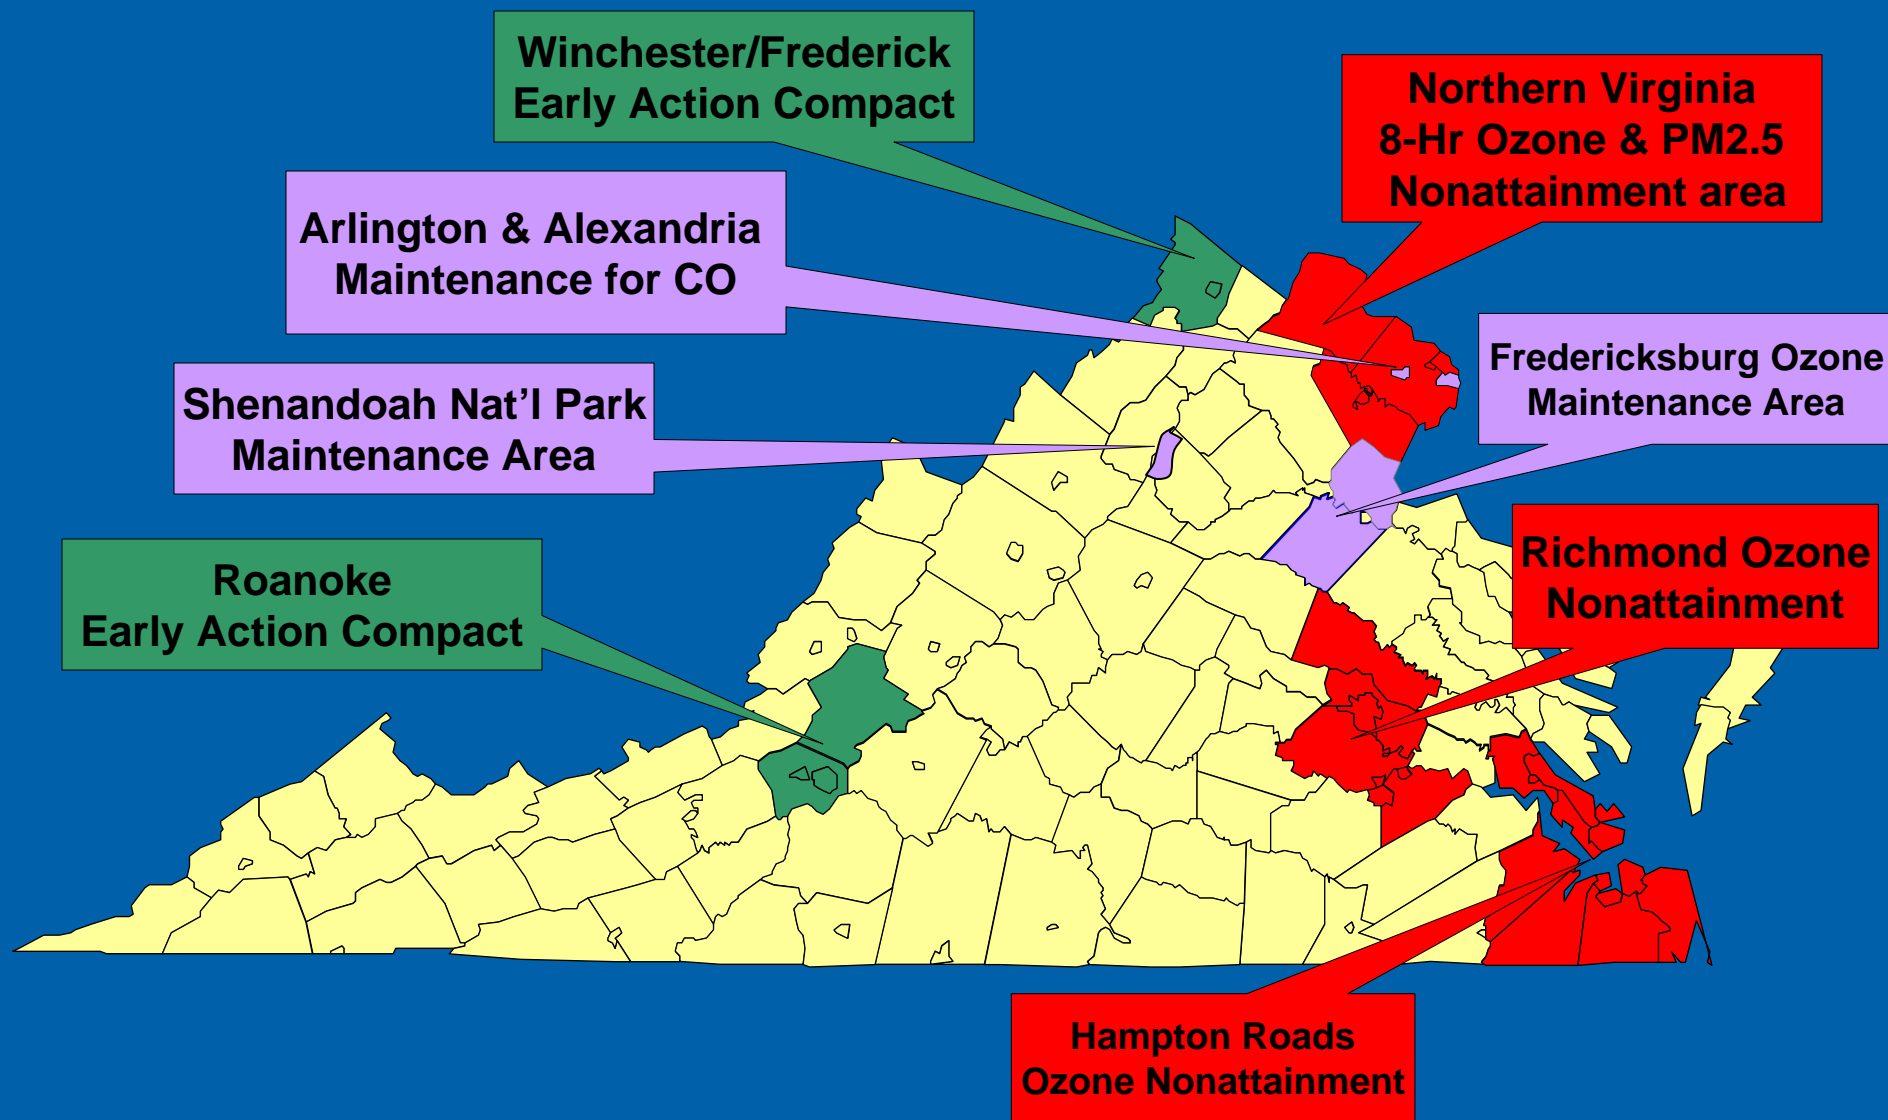 Winchester/Frederick
Early Action Compact
Northern Virginia
8-Hr Ozone & PM2.5
Nonattainment area
Arlington & Alexandria
Maintenance for CO
Fredericksburg Ozone
Maintenance Area
Shenandoah Nat’l Park
Maintenance Area
Richmond Ozone
Nonattainment
Roanoke
Early Action Compact
Hampton Roads
Ozone Nonattainment